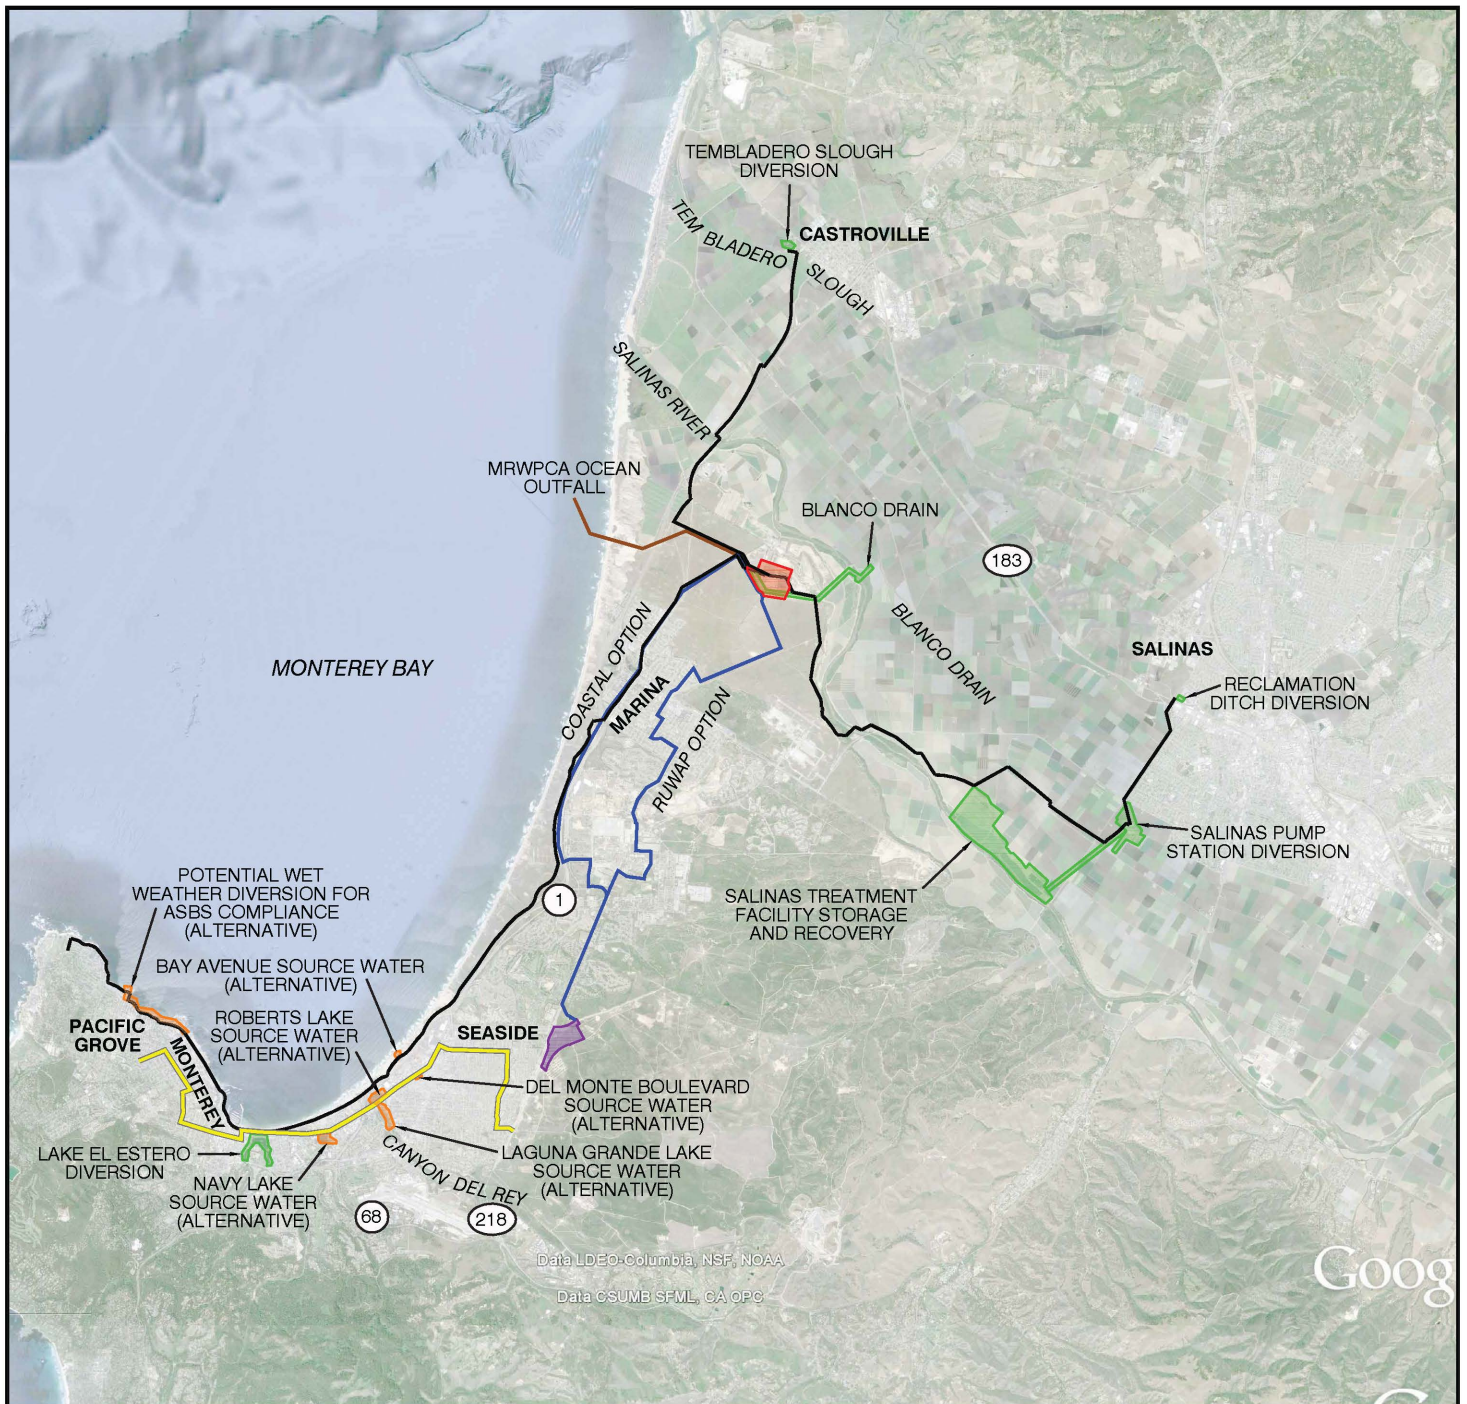 TEMBLADERO SLOUGH
DIVERSION
TEM BLADERO
SLOUGH
CASTROVILLE
SALINAS RIVER
MRWPCA OCEAN
OUTFALL
BLANCO DRAIN
183
BLANCO DRAIN
COASTAL OPTION
MARINA
RUWAP OPTION
MONTEREY BAY
SALINAS
RECLAMATION
DITCH DIVERSION
SALINAS PUMP
STATION DIVERSION
SALINAS TREATMENT
FACILITY STORAGE
AND RECOVERY
1
POTENTIAL WET
WEATHER DIVERSION FOR
ASBS COMPLIANCE
(ALTERNATIVE)
BAY AVENUE SOURCE WATER
(ALTERNATIVE)
ROBERTS LAKE
SOURCE WATER
(ALTERNATIVE)
PACIFIC
GROVE
MONTEREY
SEASIDE
DEL MONTE BOULEVARD
SOURCE WATER
(ALTERNATIVE)
LAGUNA GRANDE LAKE
SOURCE WATER
(ALTERNATIVE)
LAKE EL ESTERO
DIVERSION
NAVY LAKE
SOURCE WATER
(ALTERNATIVE)
CANYON DEL REY
68
218
Data LDEO-Columbia, NSF, NOAA
Data CSUMB SFML, CA OPC
Goog